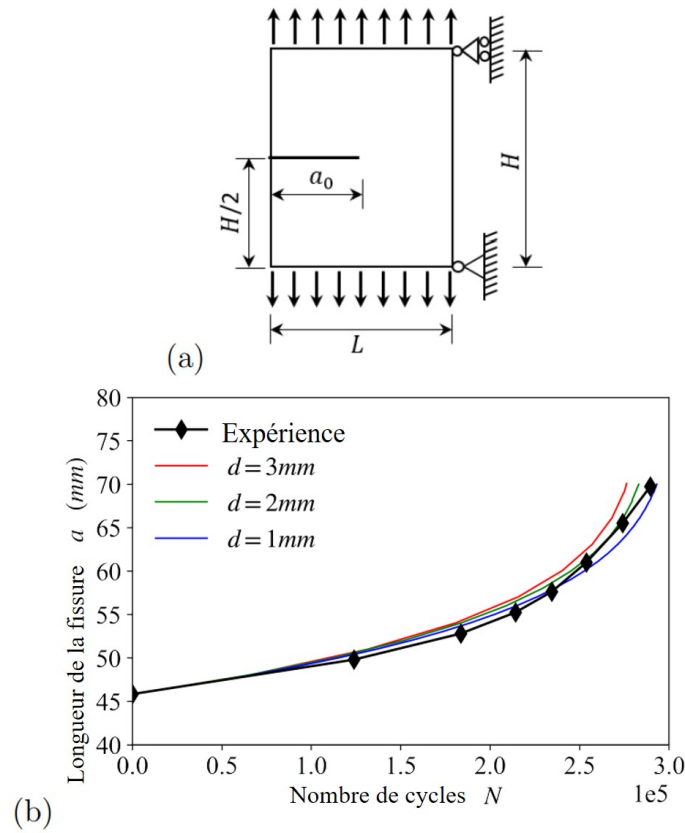 H/2
a₀
H
L
(a)
80
75
70
65
60
55
50
45
40
Longueur de la fissure a (mm)
Expérience
d = 3mm
d = 2mm
d = 1mm
0.0 0.5 1.0 1.5 2.0 2.5 3.0
1e5
Nombre de cycles N
(b)